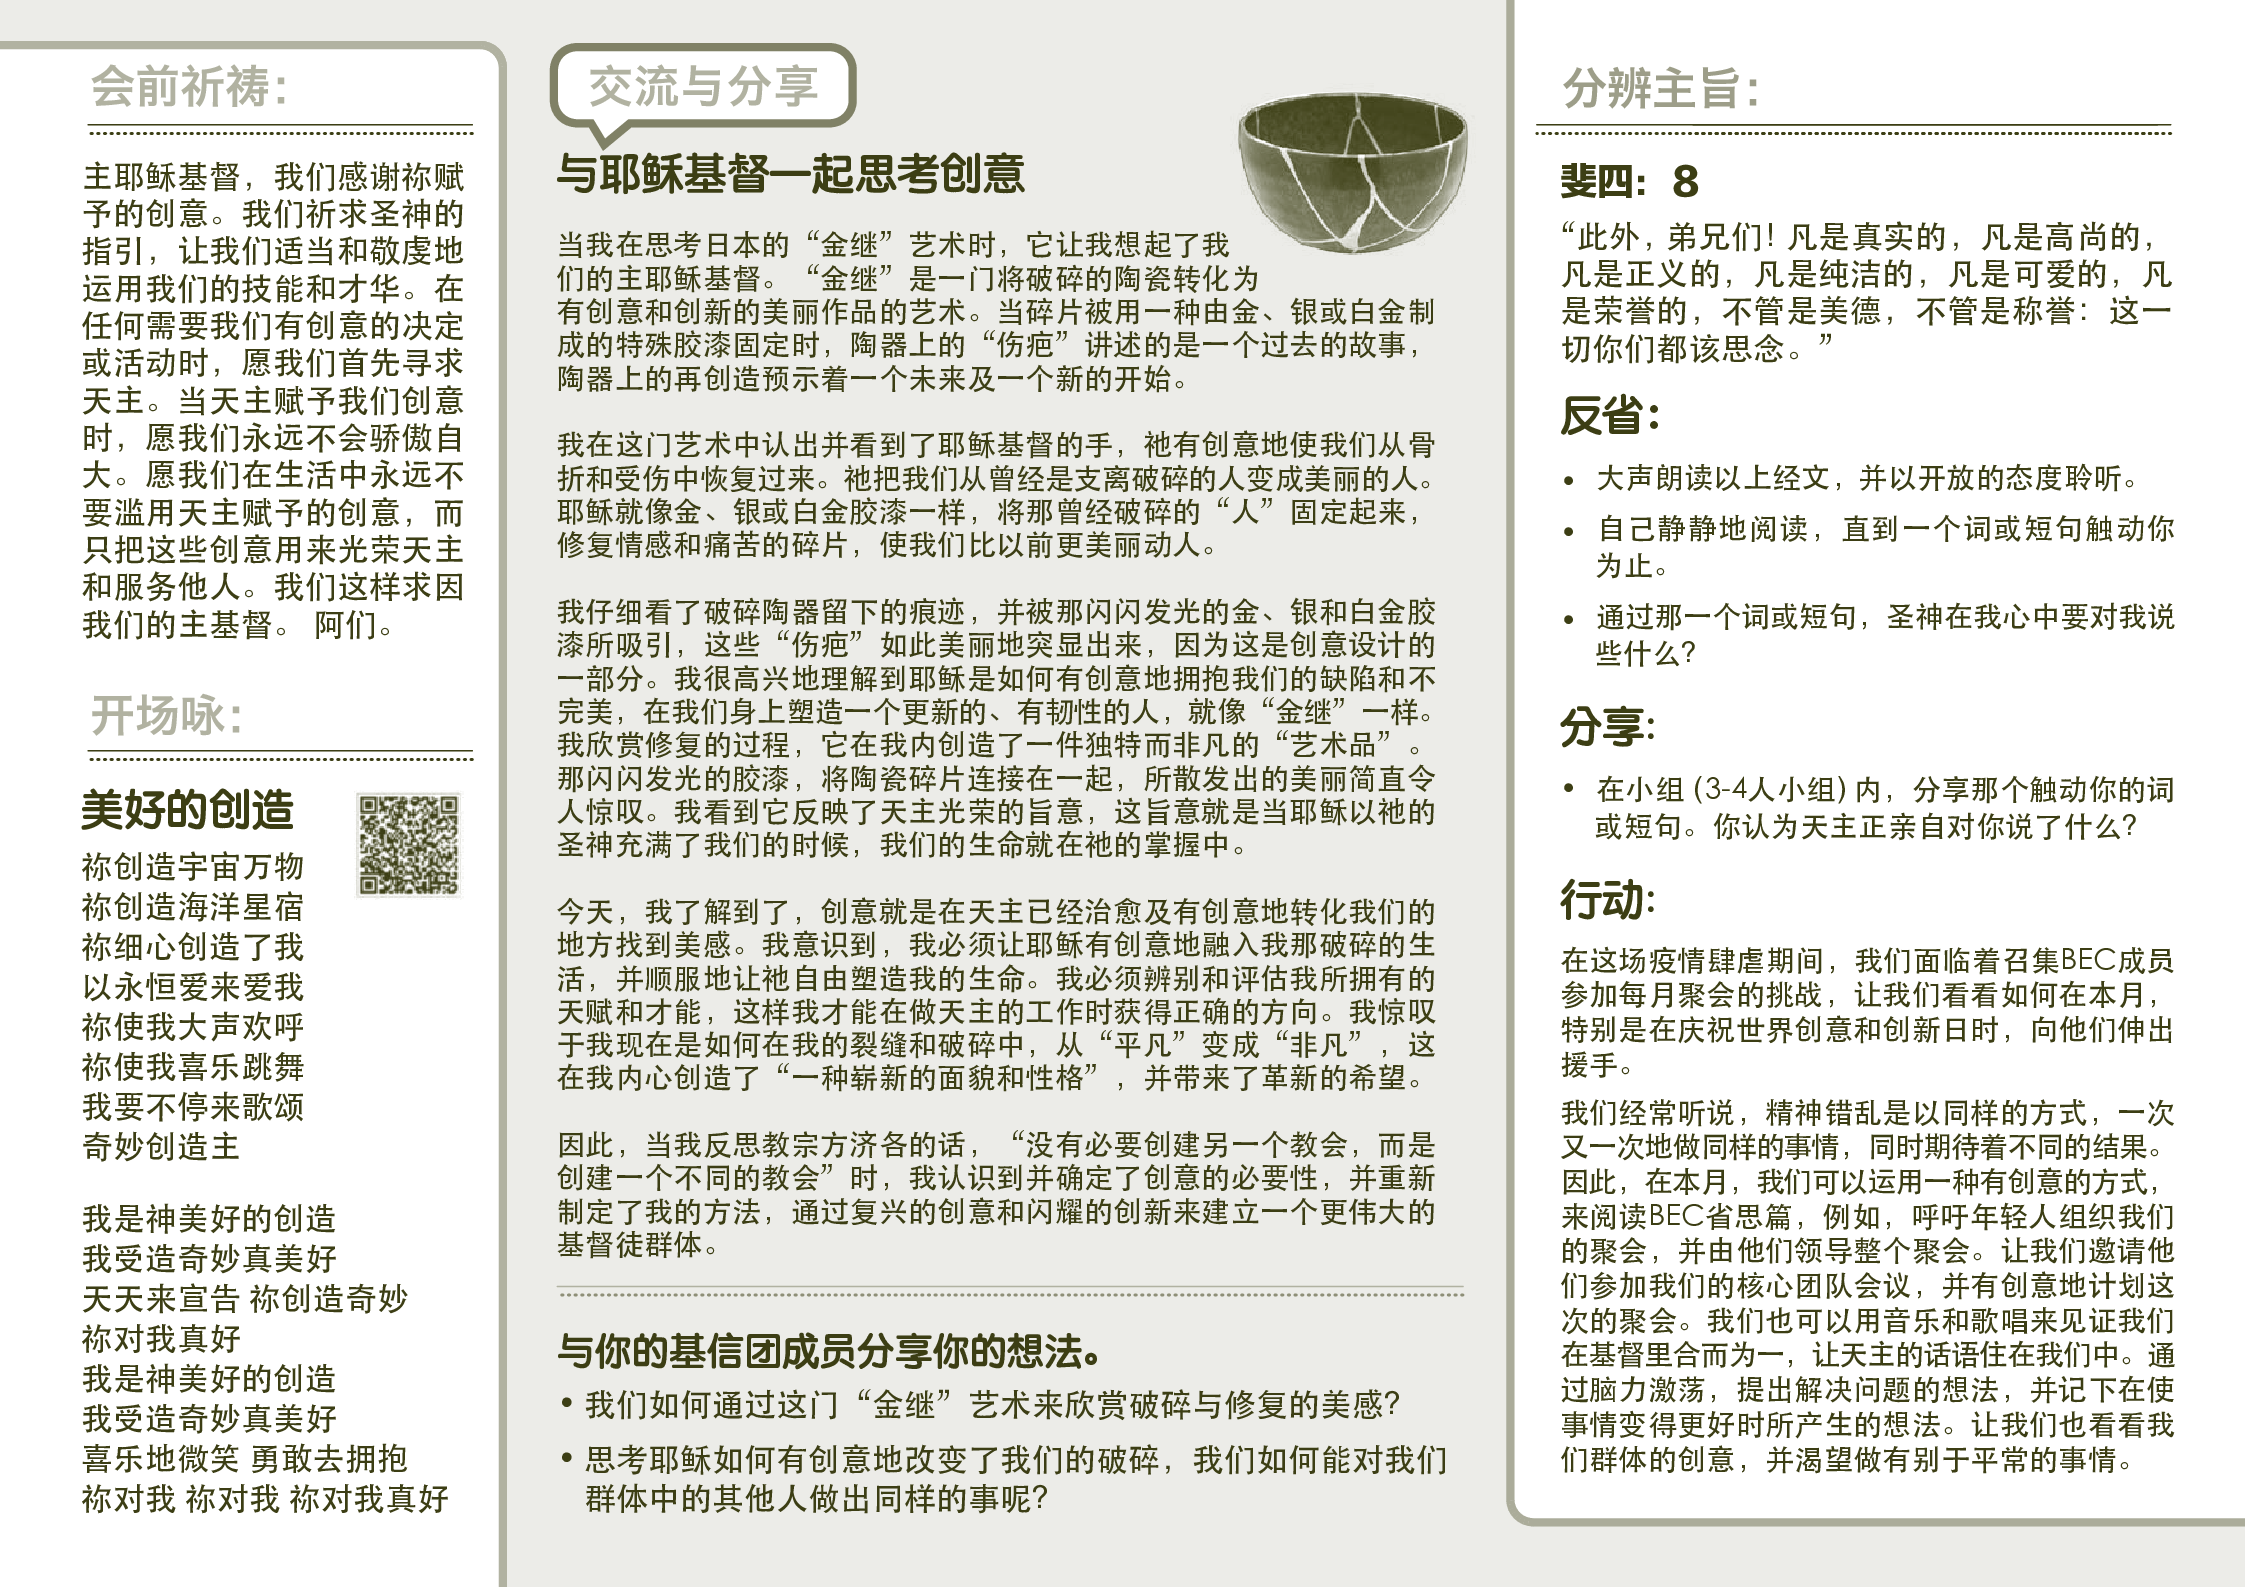 会前祈祷：
主耶稣基督，我们感谢祢赋
予的创意。我们祈求圣神的
指引，让我们适当和敬虔地
运用我们的技能和才华。在
任何需要我们有创意的决定
或活动时，愿我们首先寻求
天主。当天主赋予我们创意
时，愿我们永远不会骄傲自
大。愿我们在生活中永远不
要滥用天主赋予的创意，而
只把这些创意用来光荣天主
和服务他人。我们这样求因
我们的主基督。 阿们。
开场咏：
美好的创造
祢创造宇宙万物
祢创造海洋星宿
祢细心创造了我
以永恒爱来爱我
祢使我大声欢呼
祢使我喜乐跳舞
我要不停来歌颂
奇妙创造主
我是神美好的创造
我受造奇妙真美好
天天来宣告 祢创造奇妙
祢对我真好
我是神美好的创造
我受造奇妙真美好
喜乐地微笑 勇敢去拥抱
祢对我 祢对我 祢对我真好
交流与分享
与耶稣基督一起思考创意
当我在思考日本的“金继”艺术时，它让我想起了我
们的主耶稣基督。“金继”是一门将破碎的陶瓷转化为
有创意和创新的美丽作品的艺术。当碎片被用一种由金、银或白金制
成的特殊胶漆固定时，陶器上的“伤疤”讲述的是一个过去的故事，
陶器上的再创造预示着一个未来及一个新的开始。
我在这门艺术中认出并看到了耶稣基督的手，祂有创意地使我们从骨
折和受伤中恢复过来。祂把我们从曾经是支离破碎的人变成美丽的人。
耶稣就像金、银或白金胶漆一样，将那曾经破碎的“人”固定起来，
修复情感和痛苦的碎片，使我们比以前更美丽动人。
我仔细看了破碎陶器留下的痕迹，并被那闪闪发光的金、银和白金胶
漆所吸引，这些“伤疤”如此美丽地突显出来，因为这是创意设计的
一部分。我很高兴地理解到耶稣是如何有创意地拥抱我们的缺陷和不
完美，在我们身上塑造一个更新的、有韧性的人，就像“金继”一样。
我欣赏修复的过程，它在我内创造了一件独特而非凡的“艺术品”。
那闪闪发光的胶漆，将陶瓷碎片连接在一起，所散发出的美丽简直令
人惊叹。我看到它反映了天主光荣的旨意，这旨意就是当耶稣以祂的
圣神充满了我们的时候，我们的生命就在祂的掌握中。
今天，我了解到了，创意就是在天主已经治愈及有创意地转化我们的
地方找到美感。我意识到，我必须让耶稣有创意地融入我那破碎的生
活，并顺服地让祂自由塑造我的生命。我必须辨别和评估我所拥有的
天赋和才能，这样我才能在做天主的工作时获得正确的方向。我惊叹
于我现在是如何在我的裂缝和破碎中，从“平凡”变成“非凡”，这
在我内心创造了“一种崭新的面貌和性格”，并带来了革新的希望。
因此，当我反思教宗方济各的话，“没有必要创建另一个教会，而是
创建一个不同的教会”时，我认识到并确定了创意的必要性，并重新
制定了我的方法，通过复兴的创意和闪耀的创新来建立一个更伟大的
基督徒群体。
与你的基信团成员分享你的想法。
• 我们如何通过这门“金继”艺术来欣赏破碎与修复的美感？
• 思考耶稣如何有创意地改变了我们的破碎，我们如何能对我们
群体中的其他人做出同样的事呢？
分辨主旨：
斐四：8
“此外，弟兄们！凡是真实的，凡是高尚的，
凡是正义的，凡是纯洁的，凡是可爱的，凡
是荣誉的，不管是美德，不管是称誉：这一
切你们都该思念。”
反省：
• 大声朗读以上经文，并以开放的态度聆听。
• 自己静静地阅读，直到一个词或短句触动你
为止。
• 通过那一个词或短句，圣神在我心中要对我说
些什么？
分享：
• 在小组 (3-4人小组) 内，分享那个触动你的词
或短句。你认为天主正亲自对你说了什么？
行动：
在这场疫情肆虐期间，我们面临着召集BEC成员
参加每月聚会的挑战，让我们看看如何在本月，
特别是在庆祝世界创意和创新日时，向他们伸出
援手。
我们经常听说，精神错乱是以同样的方式，一次
又一次地做同样的事情，同时期待着不同的结果。
因此，在本月，我们可以运用一种有创意的方式，
来阅读BEC省思篇，例如，呼吁年轻人组织我们
的聚会，并由他们领导整个聚会。让我们邀请他
们参加我们的核心团队会议，并有创意地计划这
次的聚会。我们也可以用音乐和歌唱来见证我们
在基督里合而为一，让天主的话语住在我们中。通
过脑力激荡，提出解决问题的想法，并记下在使
事情变得更好时所产生的想法。让我们也看看我
们群体的创意，并渴望做有别于平常的事情。